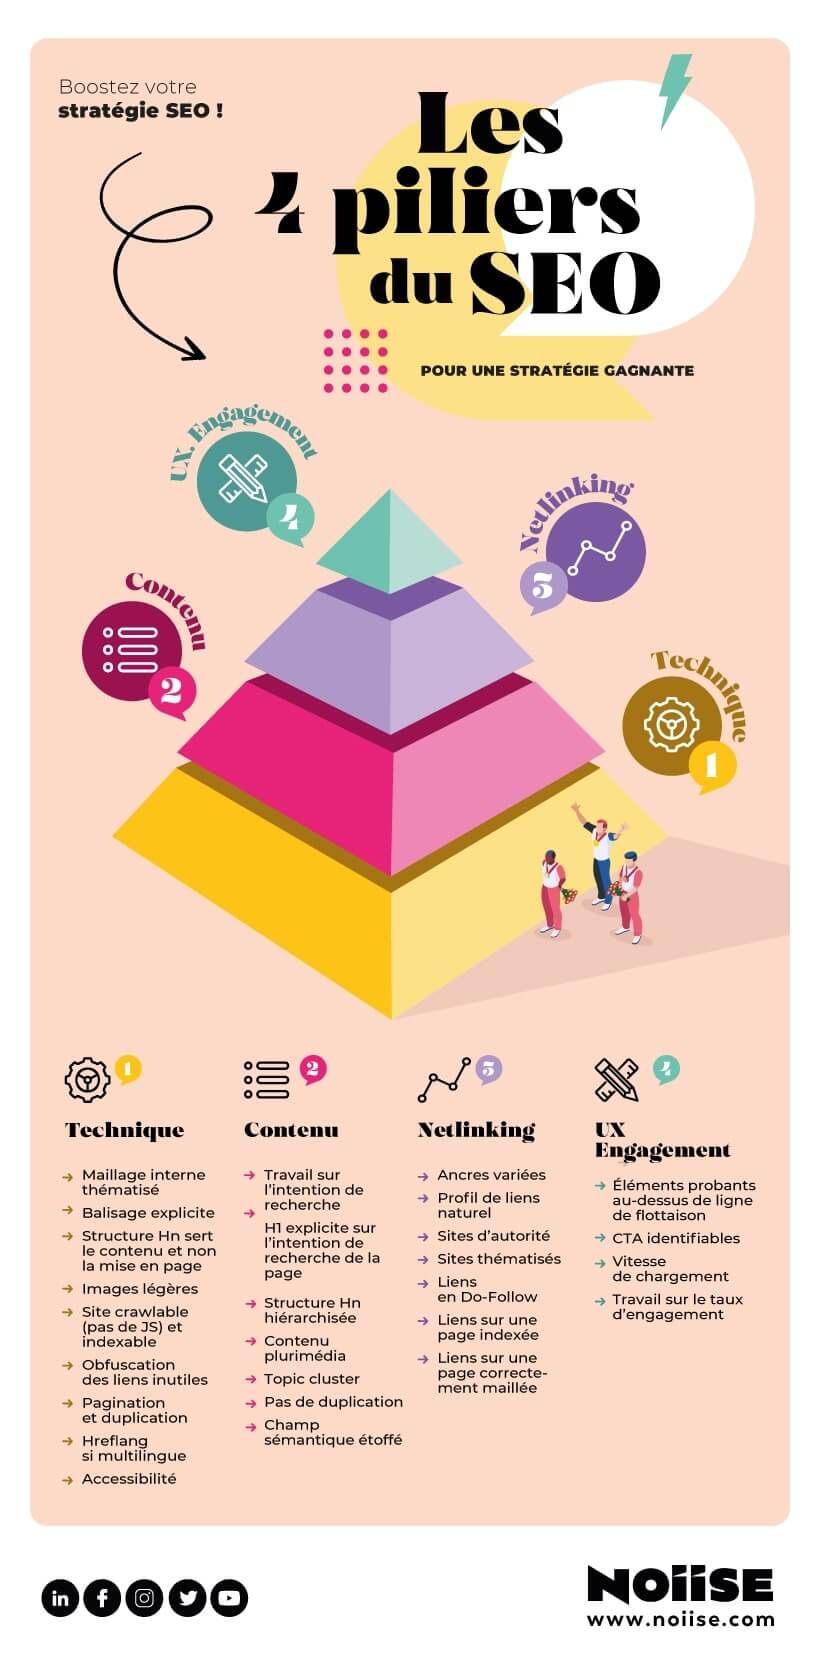 Boostez votre
stratégie SEO !
Les
4 piliers
du SEO
POUR UNE STRATÉGIE GAGNANTE
UX. Engagement
4
Netlinking
3
Contenu
2
Technique
1
1
Technique
Maillage interne
thématisé
Balisage explicite
Structure Hn sert
le contenu et non
la mise en page
Images légères
Site crawlable
(pas de JS) et
indexable
Obfuscation
des liens inutiles
Pagination
et duplication
Hreflang
si multilingue
Accessibilité
2
Contenu
Travail sur
l'intention de
recherche
H1 explicite sur
l'intention de
recherche de la
page
Structure Hn
hiérarchisée
Contenu
plurimédia
Topic cluster
Pas de duplication
Champ
sémantique étoffé
3
Netlinking
Ancres variées
Profil de liens
naturel
Sites d'autorité
Sites thématisés
Liens
en Do-Follow
Liens sur une
page indexée
Liens sur une
page correcte-
ment maillée
4
UX
Engagement
Éléments probants
au-dessus de ligne
de flottaison
CTA identifiables
Vitesse
de chargement
Travail sur le taux
d'engagement
in
f
NOIISE
www.noiise.com